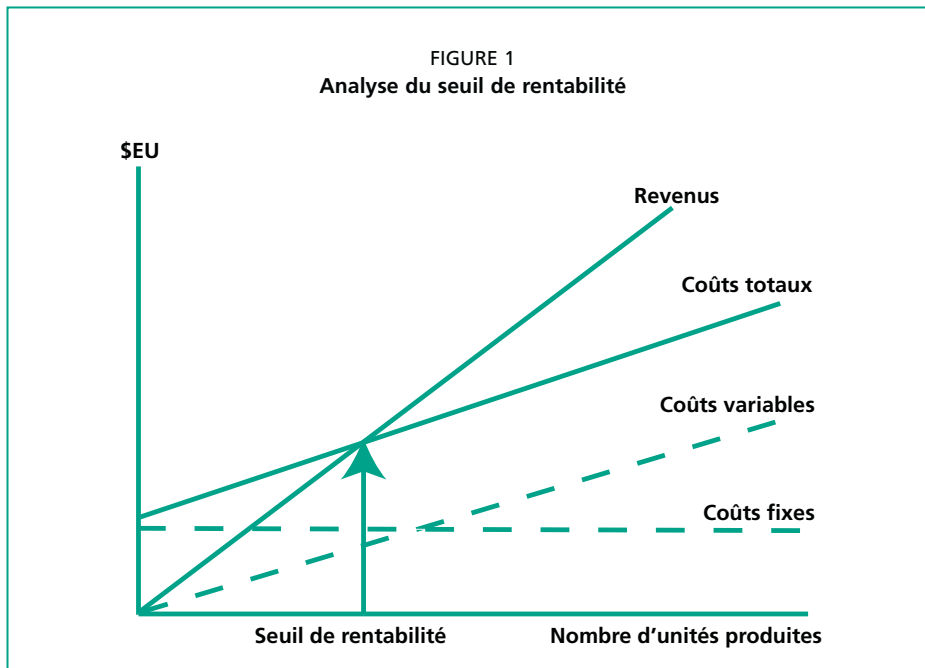 FIGURE 1
Analyse du seuil de rentabilité
$EU
Revenus
Coûts totaux
Coûts variables
Coûts fixes
Seuil de rentabilité
Nombre d’unités produites